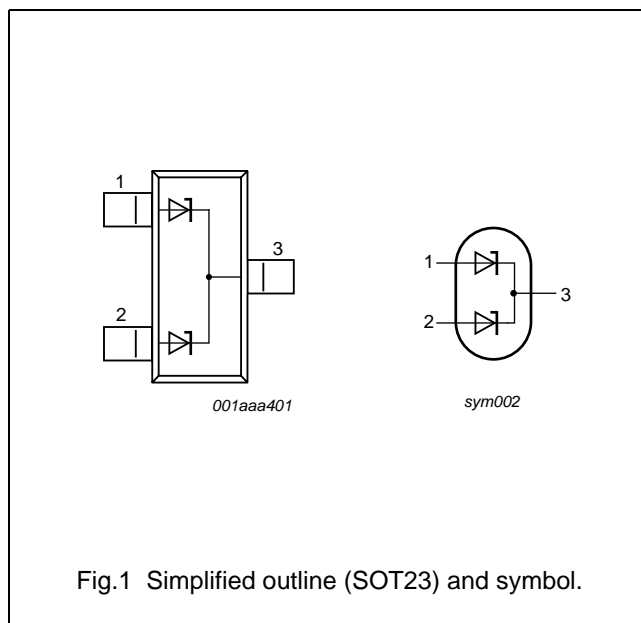 1
3
2
001aaa401
1
2
3
sym002
Fig.1 Simplified outline (SOT23) and symbol.